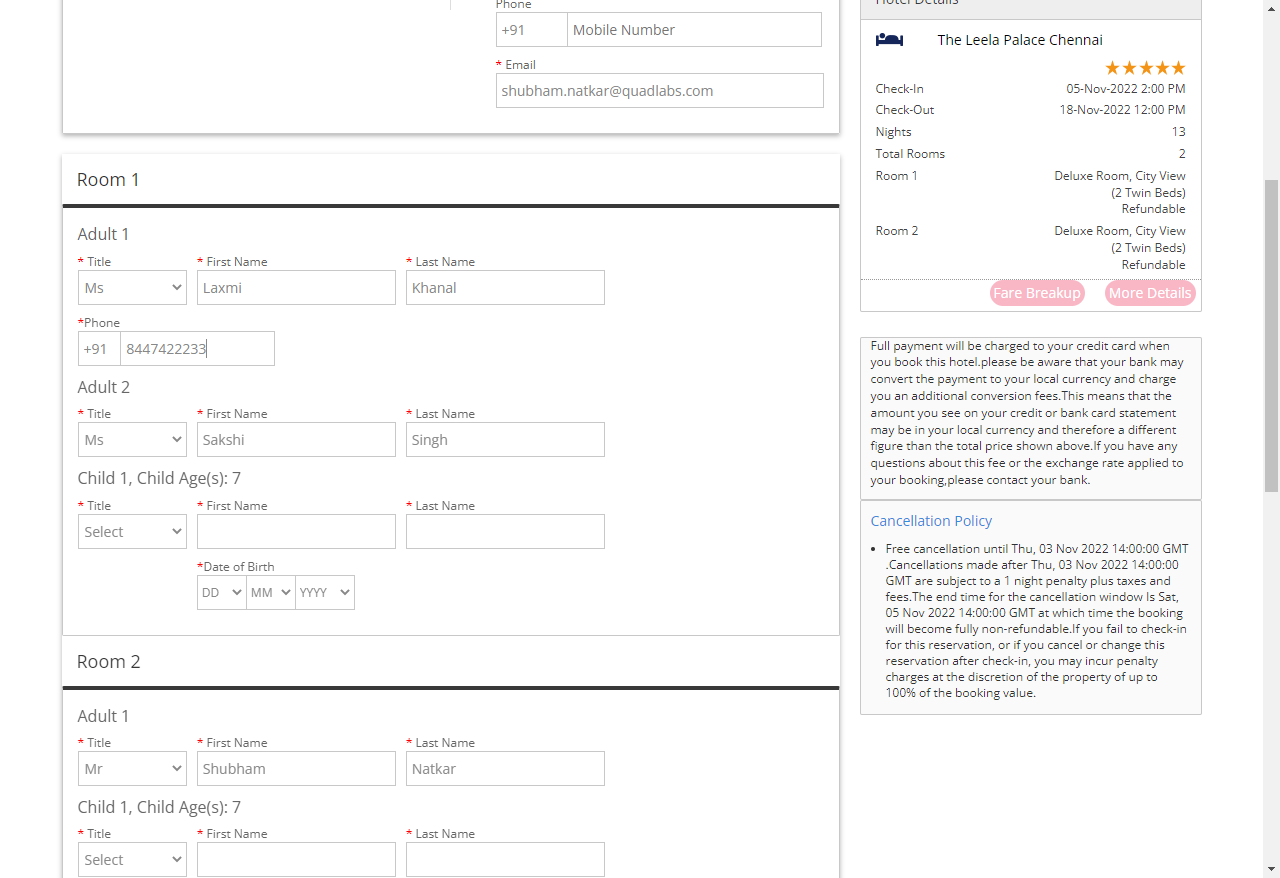 Phone
+91 Mobile Number
* Email
shubham.natkar@quadlabs.com
Room 1
Adult 1
* Title * First Name * Last Name
Ms Laxmi Khanal
*Phone
+91 8447422233
Adult 2
* Title * First Name * Last Name
Ms Sakshi Singh
Child 1, Child Age(s): 7
* Title * First Name * Last Name
Select
*Date of Birth
DD MM YYYY
Room 2
Adult 1
* Title * First Name * Last Name
Mr Shubham Natkar
Child 1, Child Age(s): 7
* Title * First Name * Last Name
Select
Hotel Details
The Leela Palace Chennai
Check-In 05-Nov-2022 2:00 PM
Check-Out 18-Nov-2022 12:00 PM
Nights 13
Total Rooms 2
Room 1 Deluxe Room, City View
(2 Twin Beds)
Refundable
Room 2 Deluxe Room, City View
(2 Twin Beds)
Refundable
Fare Breakup More Details
Full payment will be charged to your credit card when
you book this hotel.please be aware that your bank may
convert the payment to your local currency and charge
you an additional conversion fees.This means that the
amount you see on your credit or bank card statement
may be in your local currency and therefore a different
figure than the total price shown above.If you have any
questions about this fee or the exchange rate applied to
your booking,please contact your bank.
Cancellation Policy
• Free cancellation until Thu, 03 Nov 2022 14:00:00 GMT
.Cancellations made after Thu, 03 Nov 2022 14:00:00
GMT are subject to a 1 night penalty plus taxes and
fees.The end time for the cancellation window Is Sat,
05 Nov 2022 14:00:00 GMT at which time the booking
will become fully non-refundable.If you fail to check-in
for this reservation, or if you cancel or change this
reservation after check-in, you may incur penalty
charges at the discretion of the property of up to
100% of the booking value.